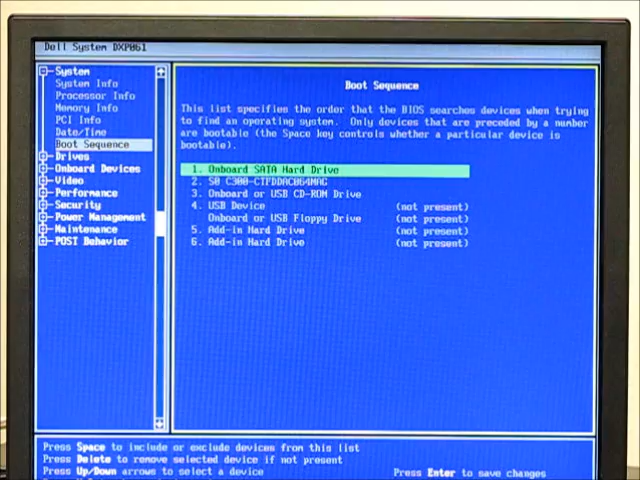 Dell System DXP061
System
System Info
Processor Info
Memory Info
PCI Info
Date/Time
Boot Sequence
Drives
Onboard Devices
Video
Performance
Security
Power Management
Maintenance
POST Behavior
Boot Sequence
This list specifies the order that the BIOS searches devices when trying
to find an operating system. Only devices that are preceded by a number
are bootable (the Space key controls whether a particular device is
bootable).
1. Onboard SATA Hard Drive
2. S0 C300-CTFDDAC064MAG
3. Onboard or USB CD-ROM Drive
4. USB Device (not present)
Onboard or USB Floppy Drive (not present)
5. Add-in Hard Drive (not present)
6. Add-in Hard Drive (not present)
Press Space to include or exclude devices from this list
Press Delete to remove selected device if not present
Press Up/Down arrows to select a device Press Enter to save changes